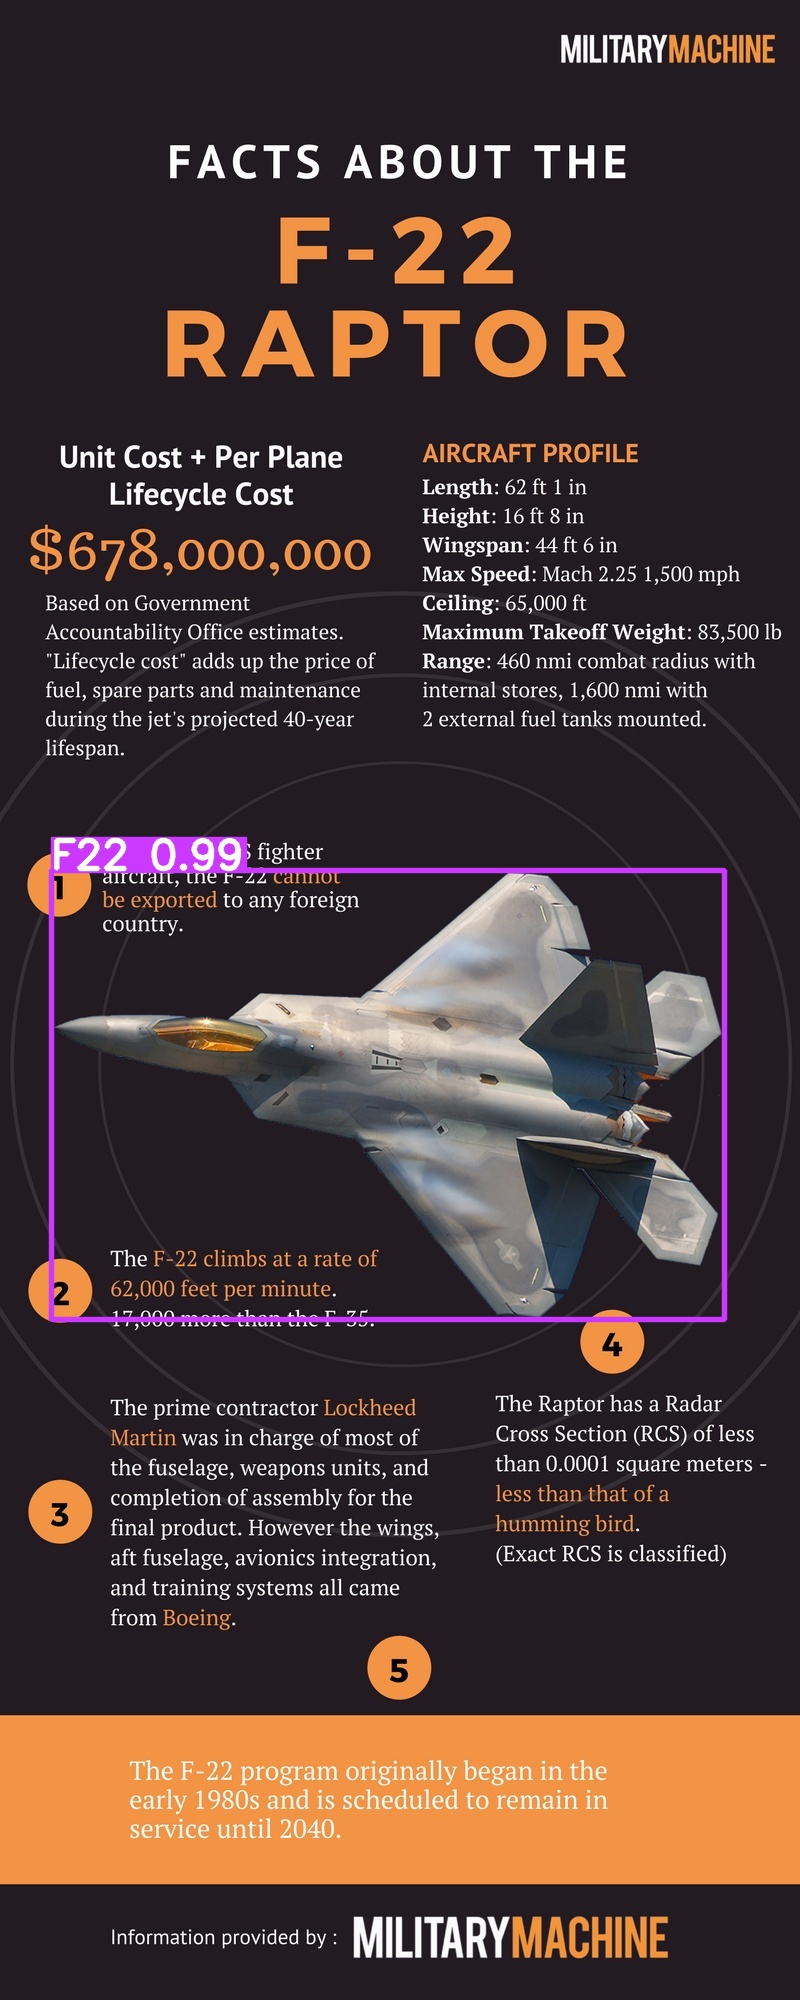 MILITARYMACHINE
FACTS ABOUT THE
F-22
RAPTOR
Unit Cost + Per Plane
Lifecycle Cost
$678,000,000
Based on Government
Accountability Office estimates.
"Lifecycle cost" adds up the price of
fuel, spare parts and maintenance
during the jet's projected 40-year
lifespan.
AIRCRAFT PROFILE
Length: 62 ft 1 in
Height: 16 ft 8 in
Wingspan: 44 ft 6 in
Max Speed: Mach 2.25 1,500 mph
Ceiling: 65,000 ft
Maximum Takeoff Weight: 83,500 lb
Range: 460 nmi combat radius with
internal stores, 1,600 nmi with
2 external fuel tanks mounted.
F22 0.99
1
fighter
aircraft, the F-22 cannot
be exported to any foreign
country.
2
The F-22 climbs at a rate of
62,000 feet per minute.
17,000 more than the F-35.
3
The prime contractor Lockheed
Martin was in charge of most of
the fuselage, weapons units, and
completion of assembly for the
final product. However the wings,
aft fuselage, avionics integration,
and training systems all came
from Boeing.
4
The Raptor has a Radar
Cross Section (RCS) of less
than 0.0001 square meters -
less than that of a
humming bird.
(Exact RCS is classified)
5
The F-22 program originally began in the
early 1980s and is scheduled to remain in
service until 2040.
Information provided by : MILITARYMACHINE